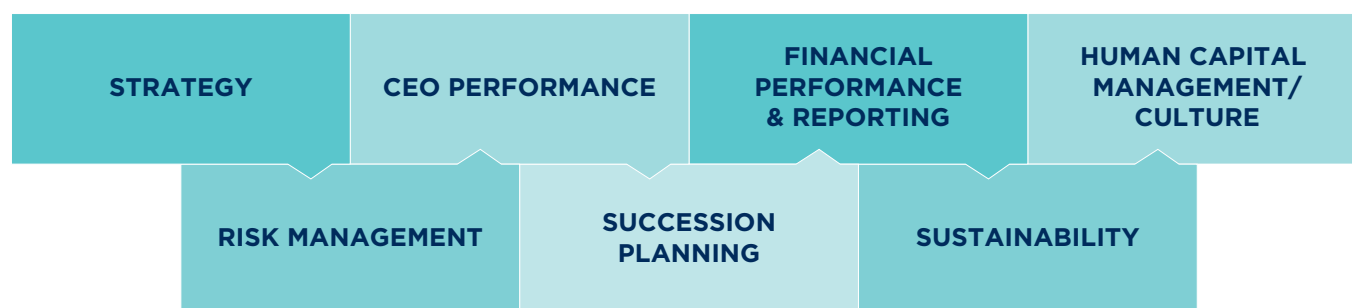 STRATEGY
CEO PERFORMANCE
FINANCIAL
PERFORMANCE
& REPORTING
HUMAN CAPITAL
MANAGEMENT/
CULTURE
RISK MANAGEMENT
SUCCESSION
PLANNING
SUSTAINABILITY